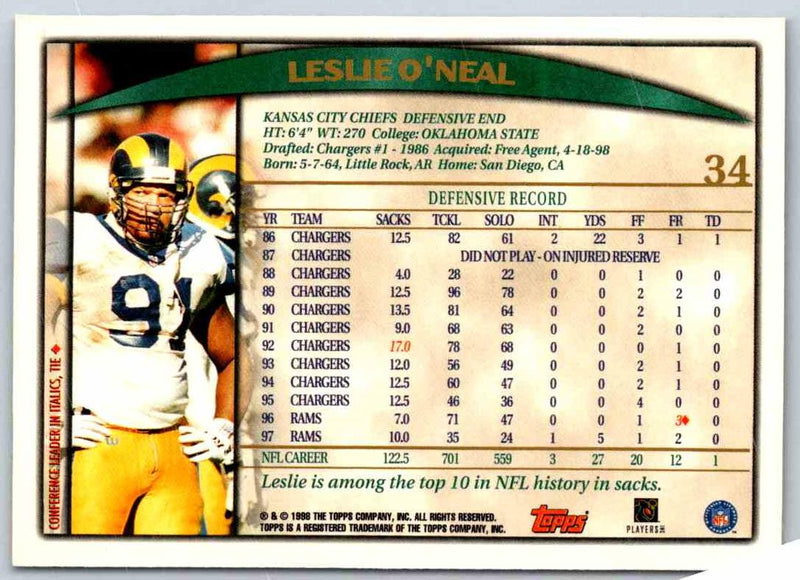 LESLIE O'NEAL
KANSAS CITY CHIEFS DEFENSIVE END
HT: 6'4" WT: 270 College: OKLAHOMA STATE
Drafted: Chargers #1 - 1986 Acquired: Free Agent, 4-18-98
Born: 5-7-64, Little Rock, AR Home: San Diego, CA
34
DEFENSIVE RECORD
YR TEAM SACKS TCKL SOLO INT YDS FF FR TD
86 CHARGERS 12.5 82 61 2 22 3 1 1
87 CHARGERS DID NOT PLAY - ON INJURED RESERVE
88 CHARGERS 4.0 28 22 0 0 1 0 0
89 CHARGERS 12.5 96 78 0 0 2 2 0
90 CHARGERS 13.5 81 64 0 0 2 1 0
91 CHARGERS 9.0 68 63 0 0 2 0 0
92 CHARGERS 17.0 78 68 0 0 0 1 0
93 CHARGERS 12.0 56 49 0 0 2 1 0
94 CHARGERS 12.5 60 47 0 0 2 1 0
95 CHARGERS 12.5 46 36 0 0 4 0 0
96 RAMS 7.0 71 47 0 0 1 3♦ 0
97 RAMS 10.0 35 24 1 5 1 2 0
NFL CAREER 122.5 701 559 3 27 20 12 1
Leslie is among the top 10 in NFL history in sacks.
® & © 1998 THE TOPPS COMPANY, INC. ALL RIGHTS RESERVED.
TOPPS IS A REGISTERED TRADEMARK OF THE TOPPS COMPANY, INC.
Topps
PLAYERS INC
NFL
CONFERENCE LEADER IN ITALICS, TIE ♦
91